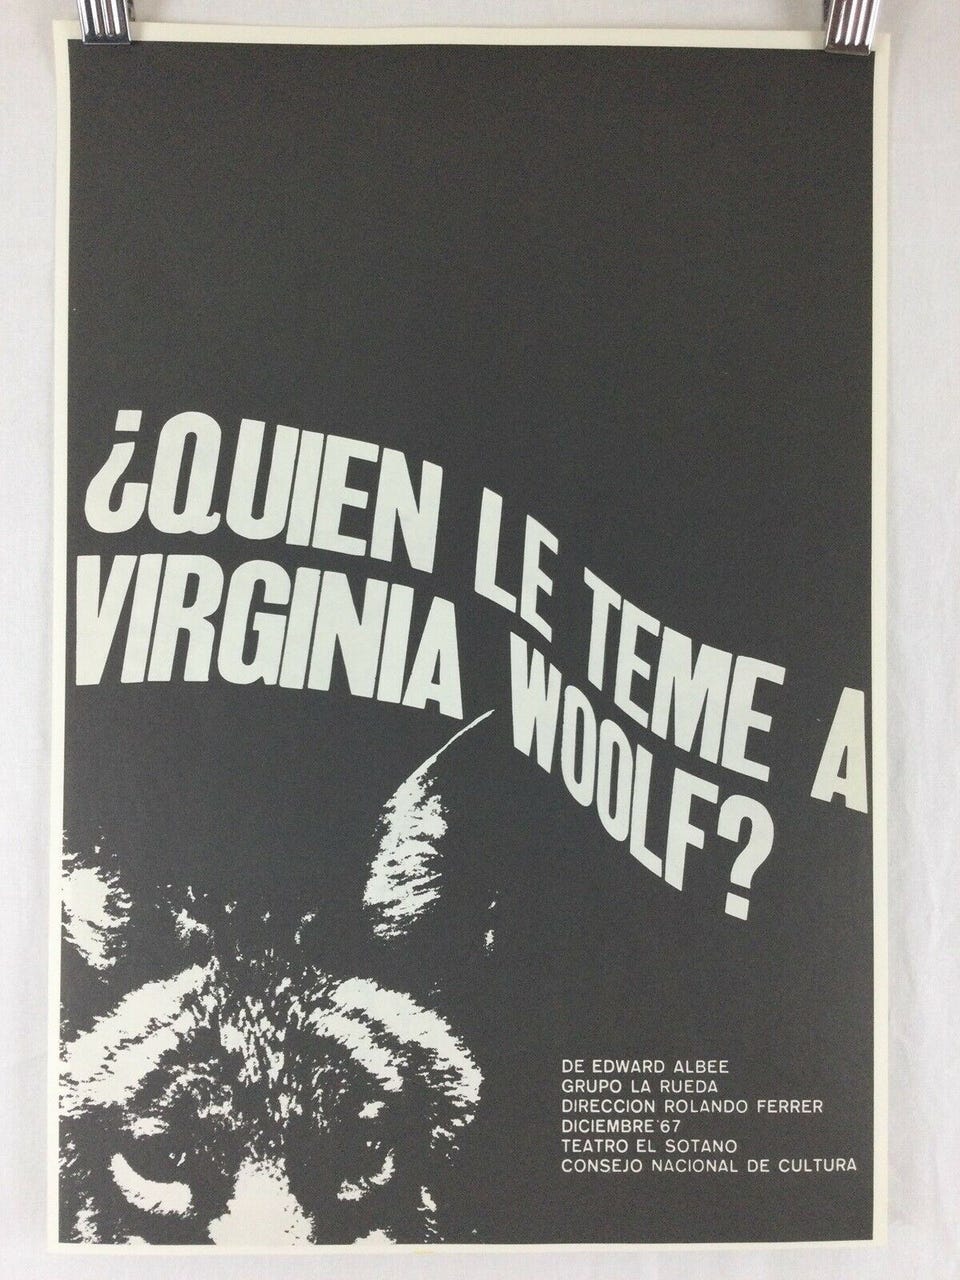 ¿QUIEN LE TEME A
VIRGINIA WOOLF?
DE EDWARD ALBEE
GRUPO LA RUEDA
DIRECCION ROLANDO FERRER
DICIEMBRE '67
TEATRO EL SOTANO
CONSEJO NACIONAL DE CULTURA